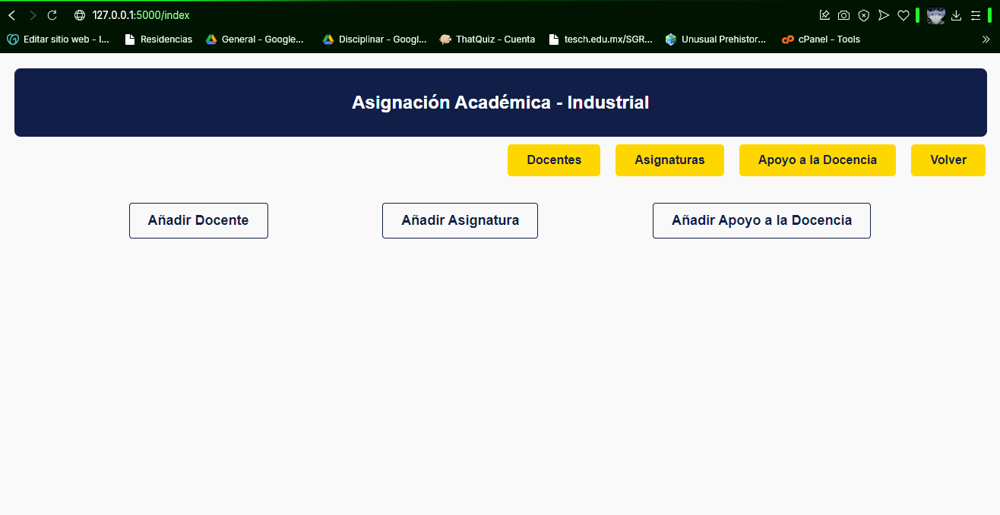 127.0.0.1:5000/index
Editar sitio web - I... Residencias General - Google... Disciplinar - Googl... ThatQuiz - Cuenta tesch.edu.mx/SGR... Unusual Prehistor... cPanel - Tools
Asignación Académica - Industrial
Docentes Asignaturas Apoyo a la Docencia Volver
Añadir Docente Añadir Asignatura Añadir Apoyo a la Docencia